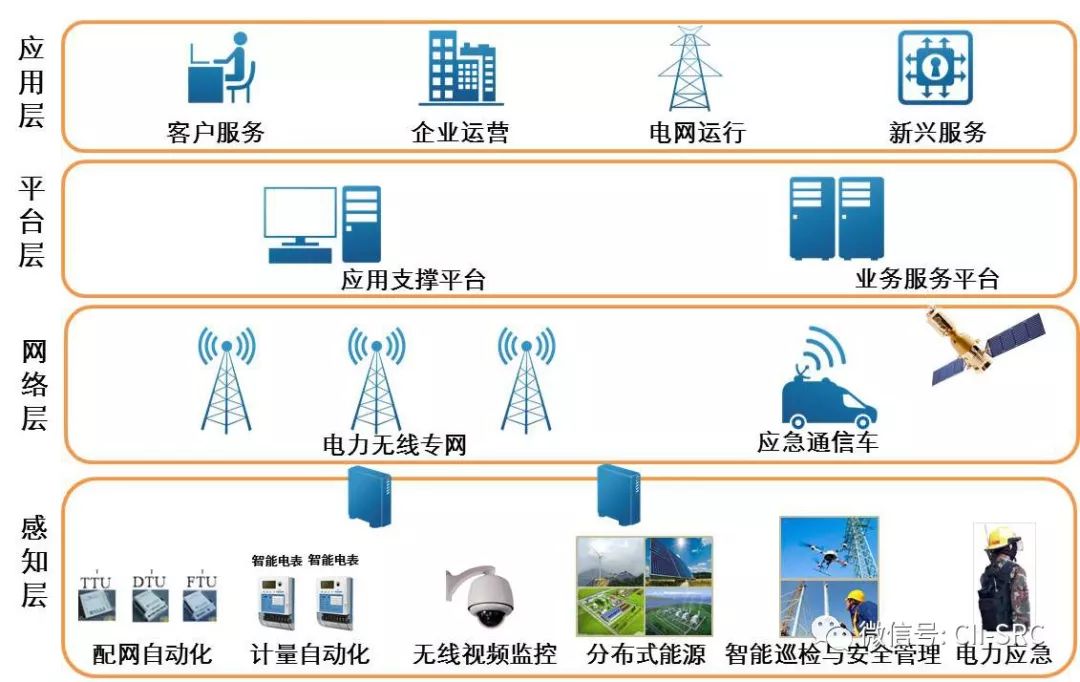 应用层
客户服务
企业运营
电网运行
新兴服务
平台层
应用支撑平台
业务服务平台
网络层
电力无线专网
应急通信车
感知层
TTU
DTU
FTU
智能电表
智能电表
配网自动化
计量自动化
无线视频监控
分布式能源
智能巡检与安全管理
电力应急
微信号: CII-SRC